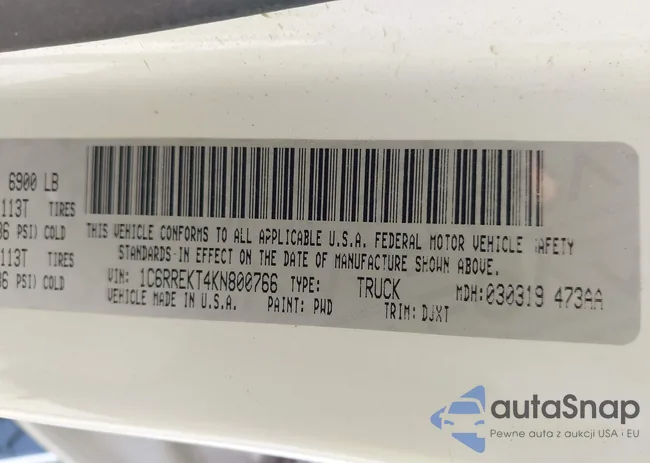 6900 LB
113T TIRES
36 PSI) COLD
113T TIRES
36 PSI) COLD
THIS VEHICLE CONFORMS TO ALL APPLICABLE U.S.A. FEDERAL MOTOR VEHICLE SAFETY
STANDARDS IN EFFECT ON THE DATE OF MANUFACTURE SHOWN ABOVE.
VIN: 1C6RREKT4KN800766 TYPE: TRUCK MDH:030319 473AA
VEHICLE MADE IN U.S.A. PAINT: PWD TRIM: DJXT
autaSnap
Pewne auta z aukcji USA i EU